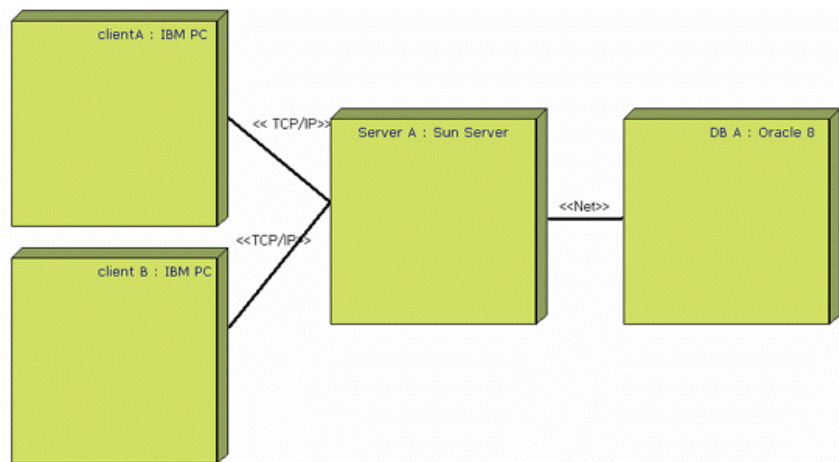 clientA : IBM PC
<< TCP/IP>>
Server A : Sun Server
DB A : Oracle 8
<<Net>>
<<TCP/IP>>
client B : IBM PC